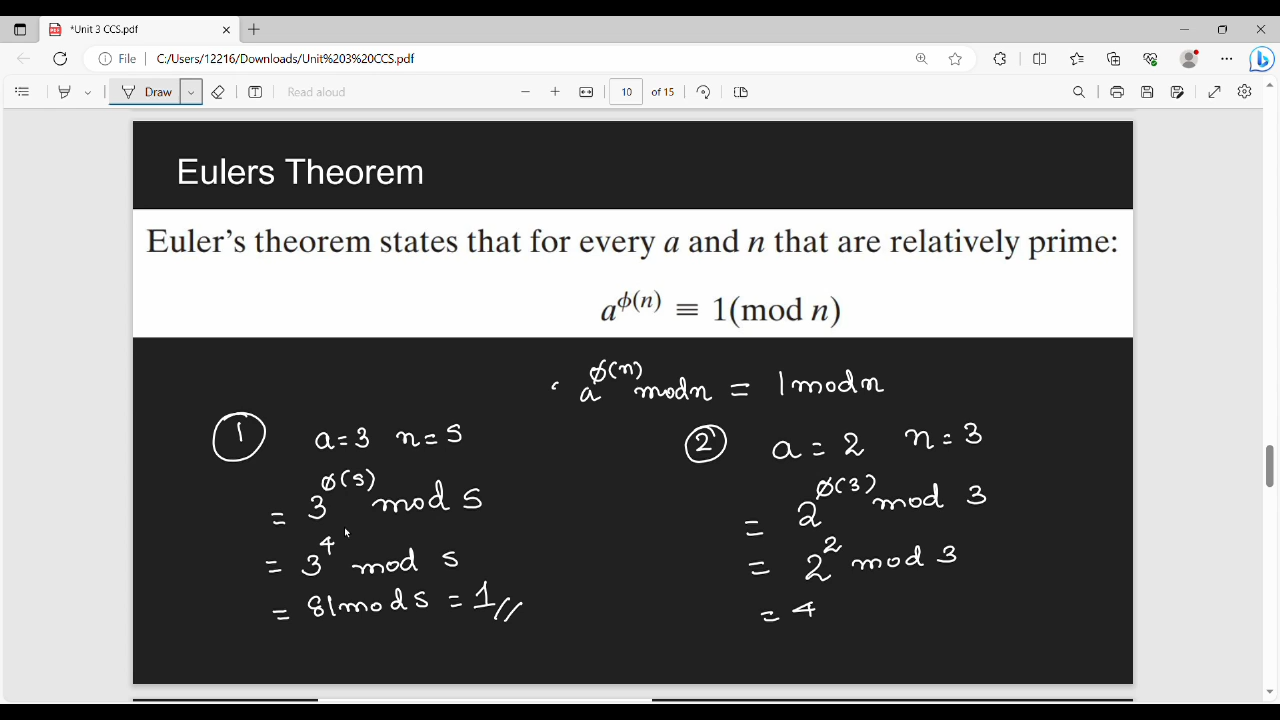 *Unit 3 CCS.pdf
File C:/Users/12216/Downloads/Unit%203%20CCS.pdf
Draw Read aloud 10 of 15
Eulers Theorem
Euler's theorem states that for every a and n that are relatively prime:
a^ϕ(n) ≡ 1(mod n)
a^ϕ(n) mod n = 1 mod n
① a=3 n=5
= 3^ϕ(5) mod 5
= 3^4 mod 5
= 81 mod 5 = 1//
② a = 2 n = 3
= 2^ϕ(3) mod 3
= 2^2 mod 3
= 4